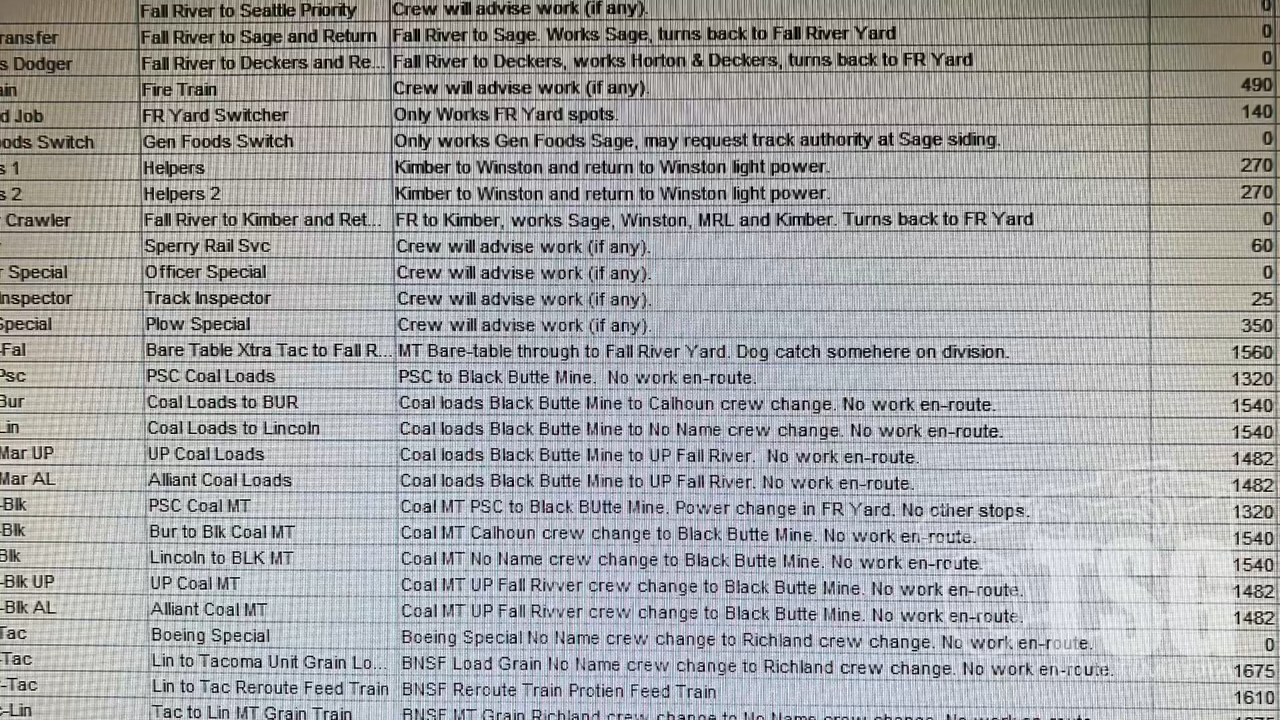 Fall River to Seattle Priority Crew will advise work (if any). 0
ransfer Fall River to Sage and Return Fall River to Sage. Works Sage, turns back to Fall River Yard 0
s Dodger Fall River to Deckers and Re... Fall River to Deckers, works Horton & Deckers, turns back to FR Yard 0
ain Fire Train Crew will advise work (if any). 490
d Job FR Yard Switcher Only Works FR Yard spots. 140
oods Switch Gen Foods Switch Only works Gen Foods Sage, may request track authority at Sage siding. 0
s 1 Helpers Kimber to Winston and return to Winston light power. 270
s 2 Helpers 2 Kimber to Winston and return to Winston light power. 270
Crawler Fall River to Kimber and Ret... FR to Kimber, works Sage, Winston, MRL and Kimber. Turns back to FR Yard 0
Sperry Rail Svc Crew will advise work (if any). 60
r Special Officer Special Crew will advise work (if any). 0
nspector Track Inspector Crew will advise work (if any). 25
Special Plow Special Crew will advise work (if any). 350
-Fal Bare Table Xtra Tac to Fall R... MT Bare-table through to Fall River Yard. Dog catch somehere on division. 1560
Psc PSC Coal Loads PSC to Black Butte Mine. No work en-route. 1320
Bur Coal Loads to BUR Coal loads Black Butte Mine to Calhoun crew change. No work en-route. 1540
Lin Coal Loads to Lincoln Coal loads Black Butte Mine to No Name crew change. No work en-route. 1540
Mar UP UP Coal Loads Coal loads Black Butte Mine to UP Fall River. No work en-route. 1482
Mar AL Alliant Coal Loads Coal loads Black Butte Mine to UP Fall River. No work en-route. 1482
-Blk PSC Coal MT Coal MT PSC to Black BUtte Mine. Power change in FR Yard. No other stops. 1320
-Blk Bur to Blk Coal MT Coal MT Calhoun crew change to Black Butte Mine. No work en-route. 1540
Blk Lincoln to BLK MT Coal MT No Name crew change to Black Butte Mine. No work en-route. 1540
-Blk UP UP Coal MT Coal MT UP Fall Rivver crew change to Black Butte Mine. No work en-route. 1482
-Blk AL Alliant Coal MT Coal MT UP Fall Rivver crew change to Black Butte Mine. No work en-route. 1482
Tac Boeing Special Boeing Special No Name crew change to Richland crew change. No work en-route. 0
-Tac Lin to Tacoma Unit Grain Lo... BNSF Load Grain No Name crew change to Richland crew change. No work en-route. 1675
-Tac Lin to Tac Reroute Feed Train BNSF Reroute Train Protien Feed Train 1610
-Lin Tac to Lin MT Grain Train BNSF MT Grain Richland crew change to No Name crew change. No work en-route.